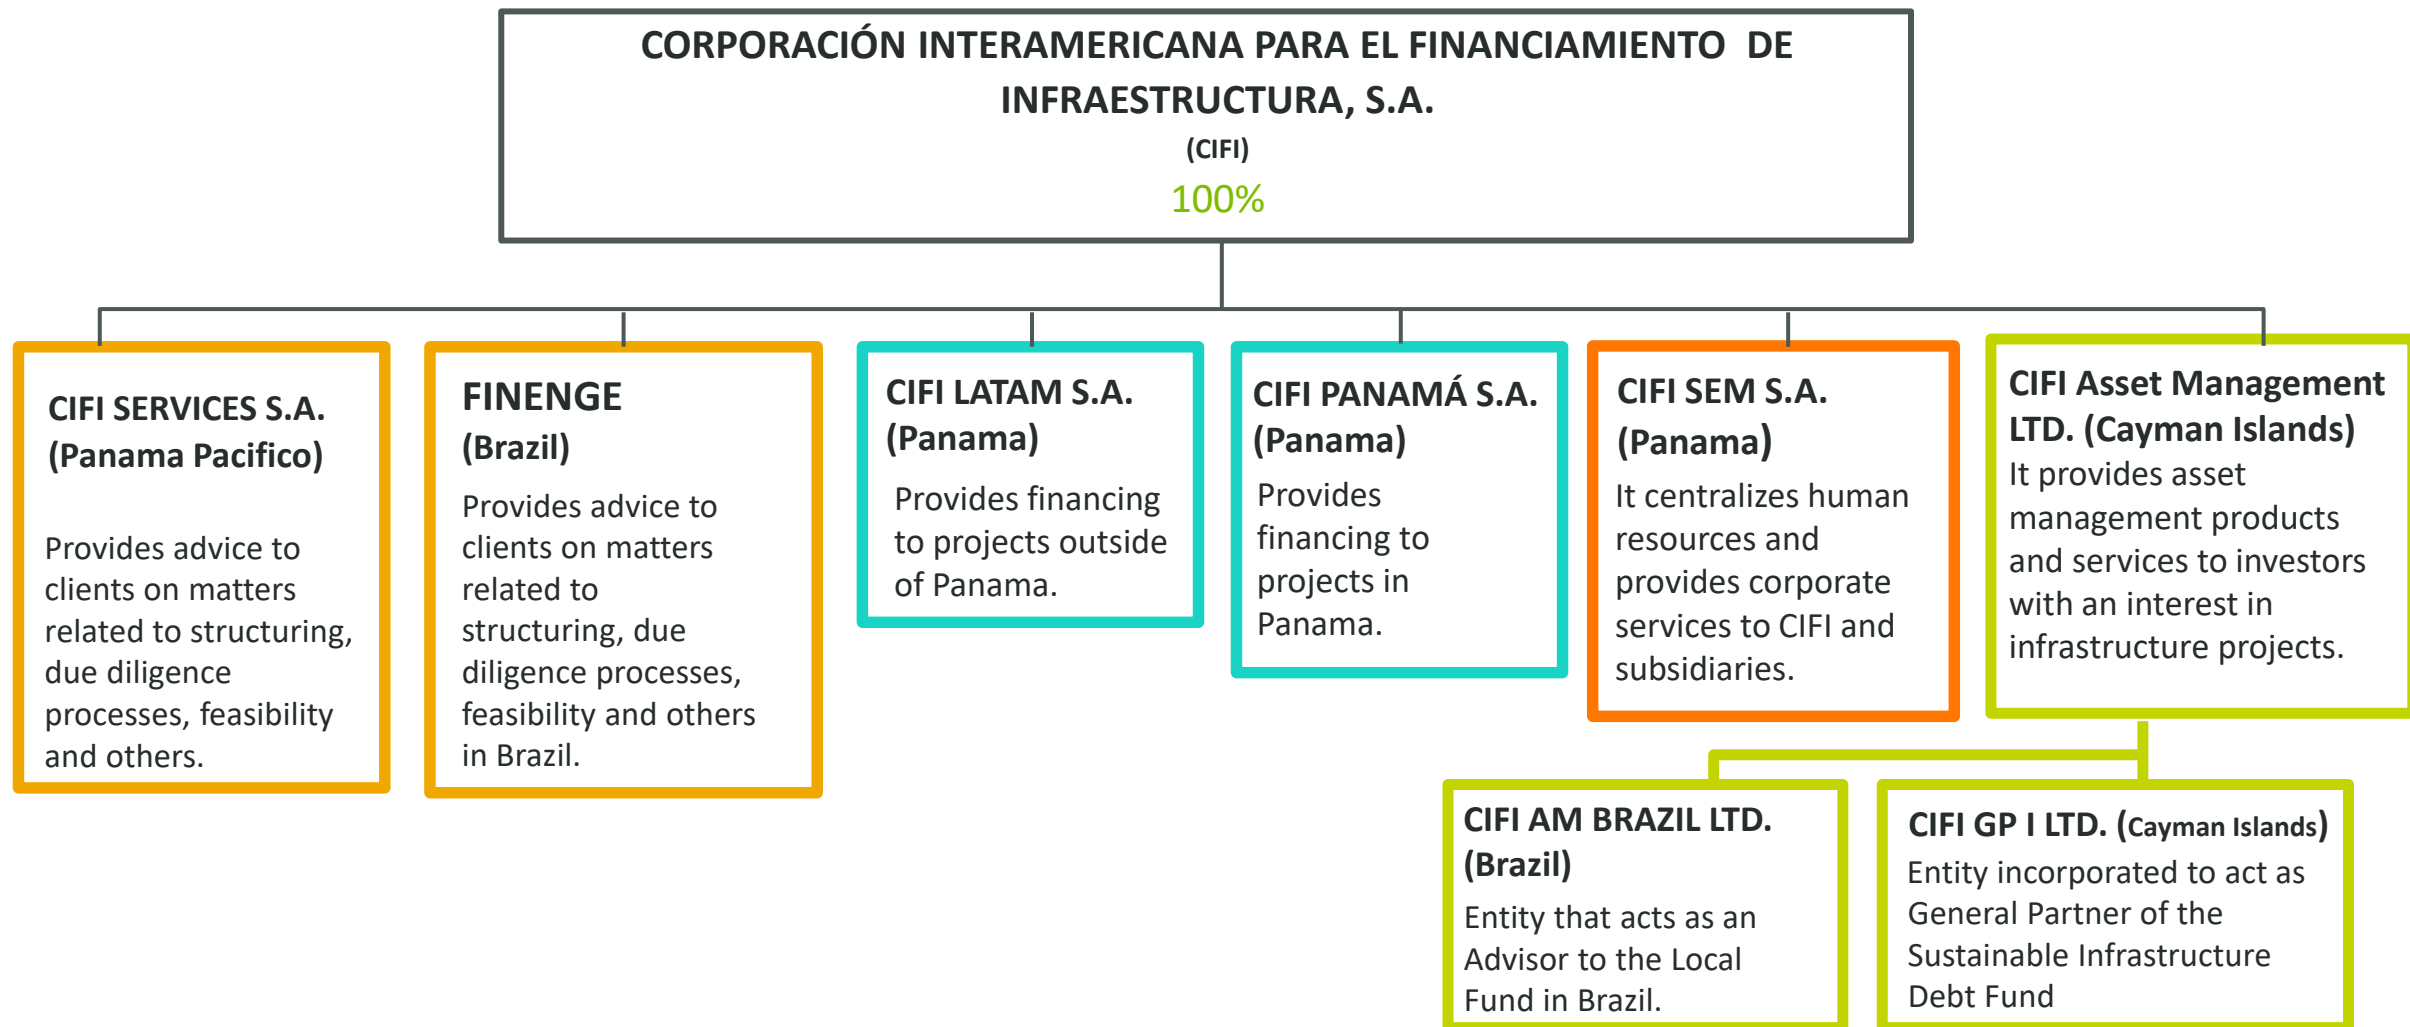 CORPORACIÓN INTERAMERICANA PARA EL FINANCIAMIENTO DE
INFRAESTRUCTURA, S.A.
(CIFI)
100%
CIFI SERVICES S.A.
(Panama Pacifico)
Provides advice to
clients on matters
related to structuring,
due diligence
processes, feasibility
and others.
FINENGE
(Brazil)
Provides advice to
clients on matters
related to
structuring, due
diligence processes,
feasibility and others
in Brazil.
CIFI LATAM S.A.
(Panama)
Provides financing
to projects outside
of Panama.
CIFI PANAMÁ S.A.
(Panama)
Provides
financing to
projects in
Panama.
CIFI SEM S.A.
(Panama)
It centralizes human
resources and
provides corporate
services to CIFI and
subsidiaries.
CIFI Asset Management
LTD. (Cayman Islands)
It provides asset
management products
and services to investors
with an interest in
infrastructure projects.
CIFI AM BRAZIL LTD.
(Brazil)
Entity that acts as an
Advisor to the Local
Fund in Brazil.
CIFI GP I LTD. (Cayman Islands)
Entity incorporated to act as
General Partner of the
Sustainable Infrastructure
Debt Fund